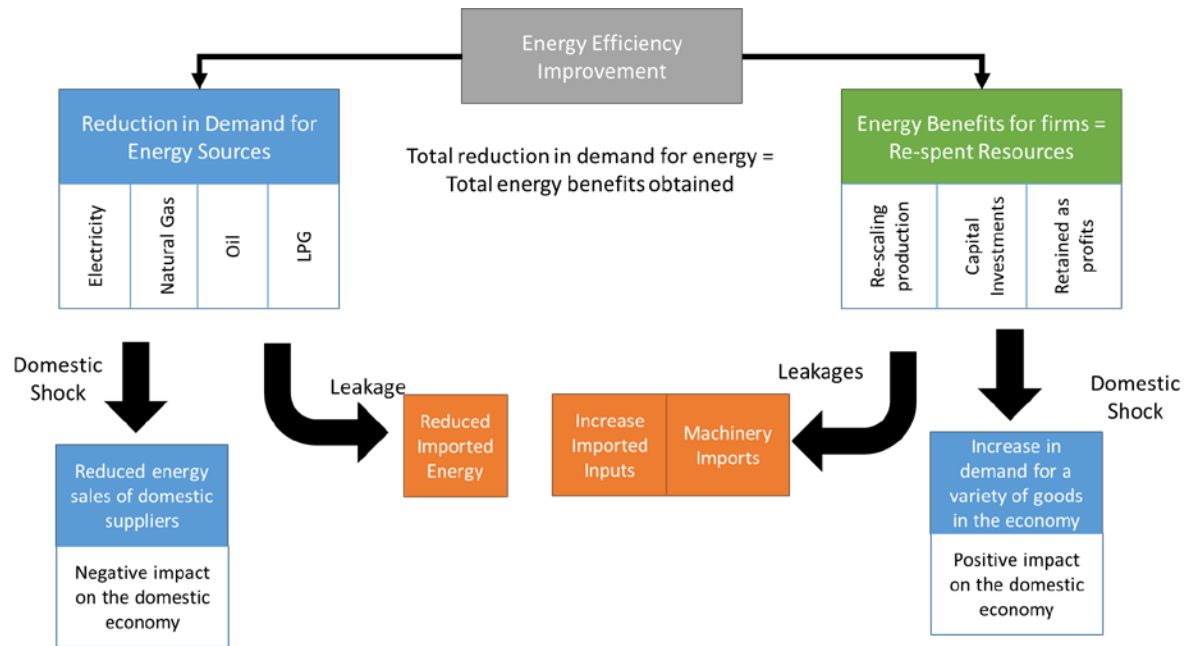 Energy Efficiency
Improvement
Reduction in Demand for
Energy Sources
Electricity
Natural Gas
Oil
LPG
Total reduction in demand for energy =
Total energy benefits obtained
Energy Benefits for firms =
Re-spent Resources
Re-scaling
production
Capital
Investments
Retained as
profits
Domestic
Shock
Leakage
Leakages
Domestic
Shock
Reduced energy
sales of domestic
suppliers
Negative impact
on the domestic
economy
Reduced
Imported
Energy
Increase
Imported
Inputs
Machinery
Imports
Increase in
demand for a
variety of goods
in the economy
Positive impact
on the domestic
economy